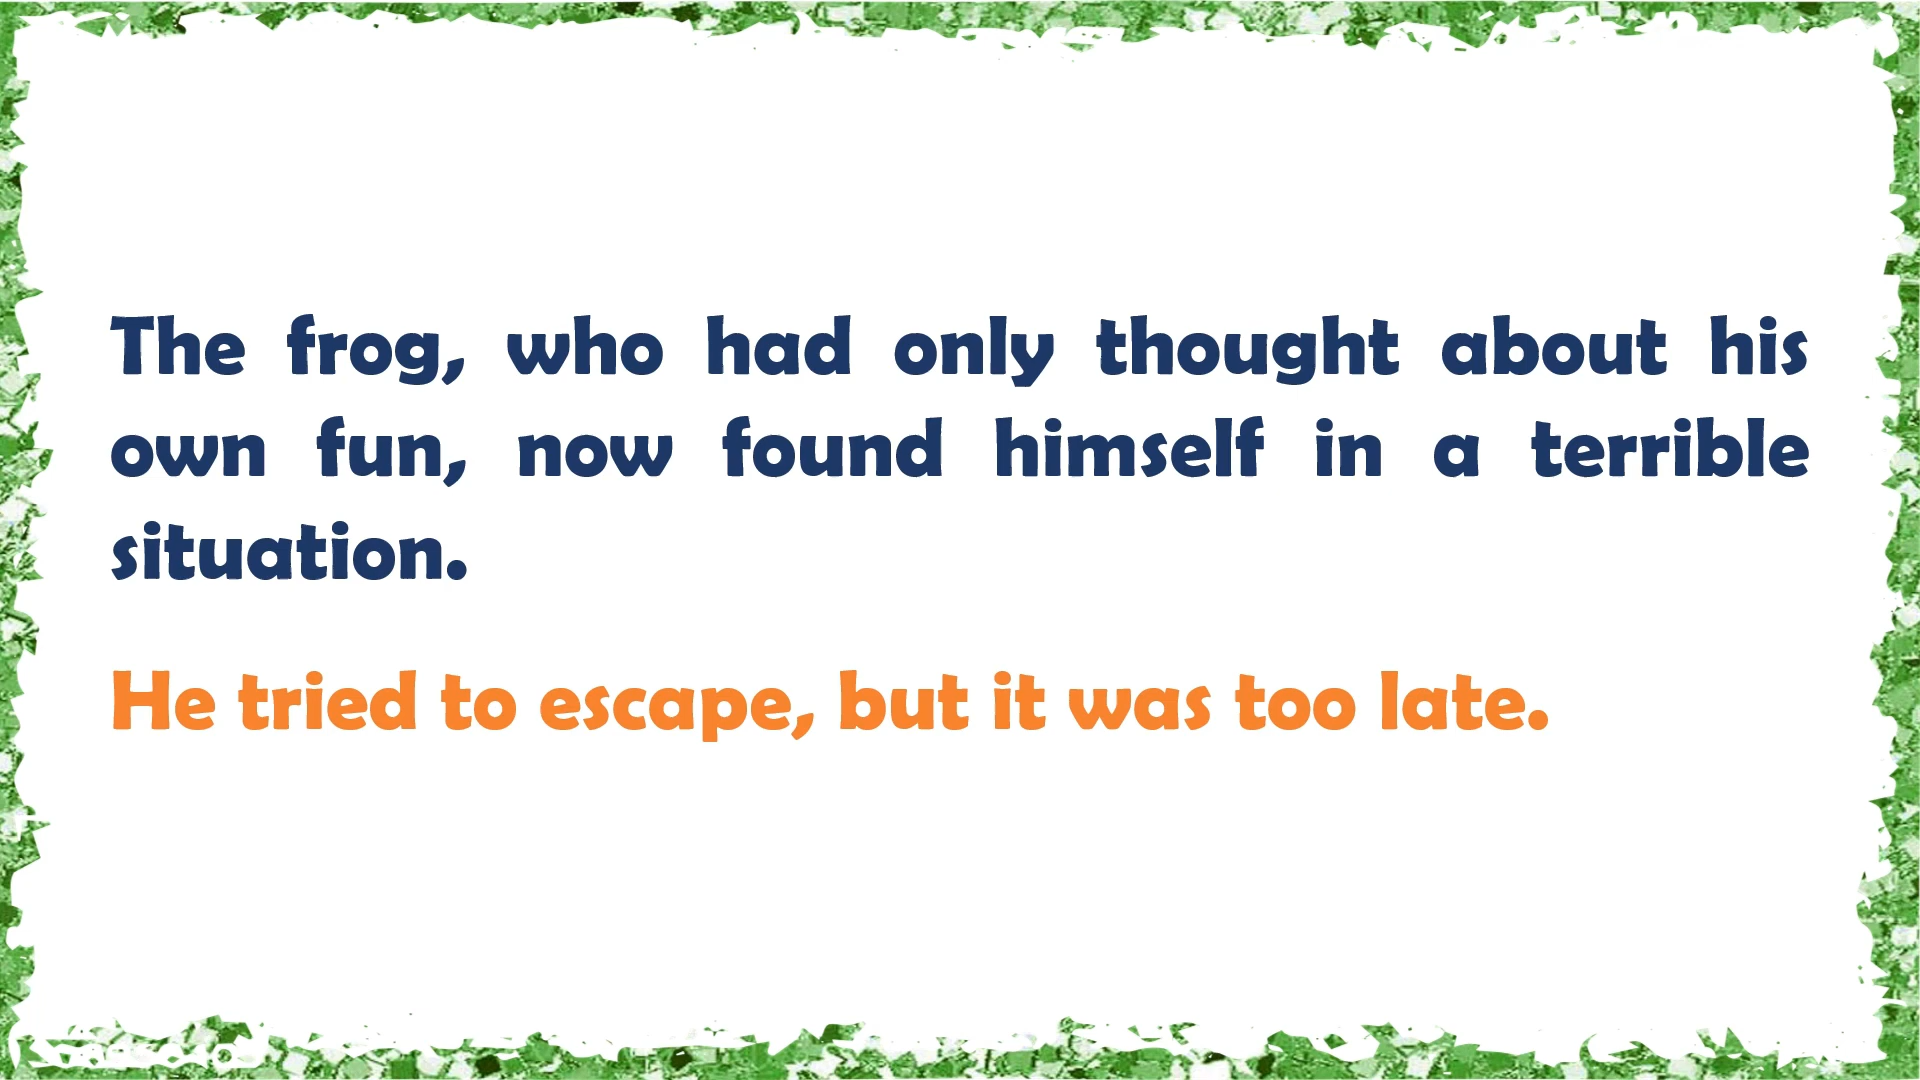 The frog, who had only thought about his
own fun, now found himself in a terrible
situation.
He tried to escape, but it was too late.